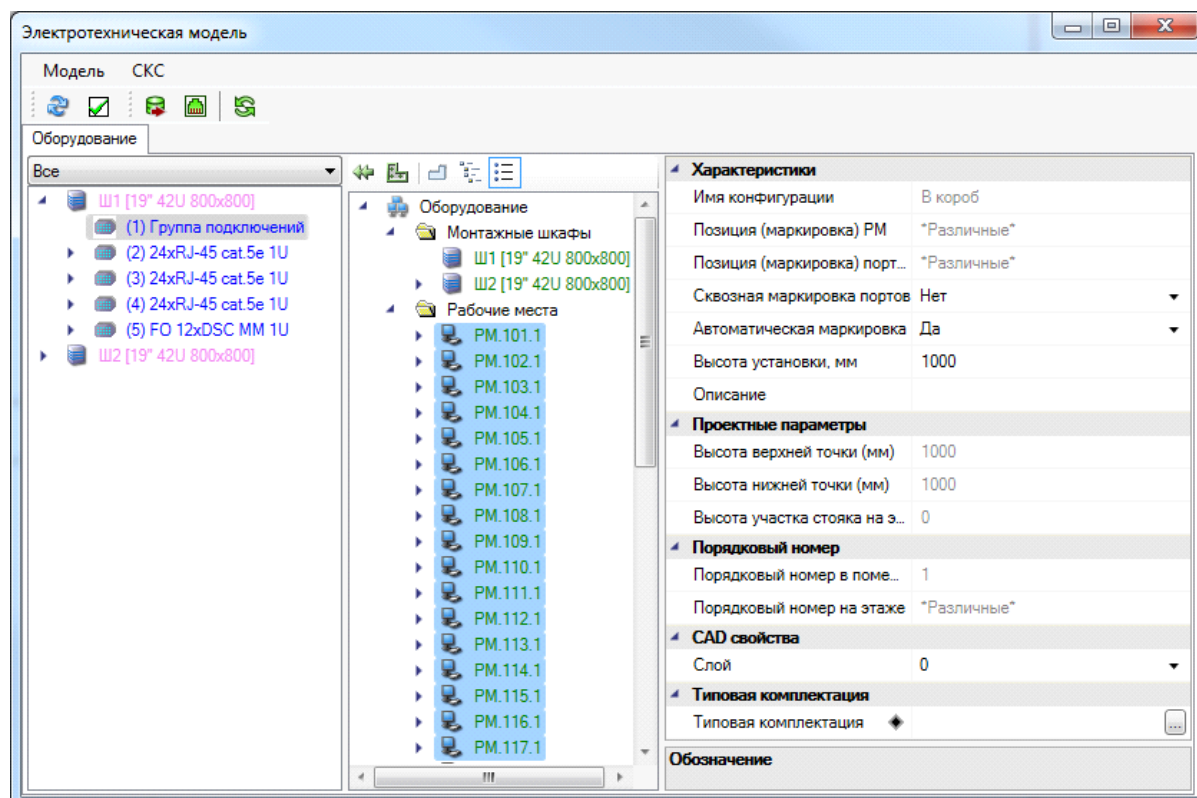 Электротехническая модель
Модель СКС
Оборудование
Все
Ш1 [19" 42U 800x800]
(1) Группа подключений
(2) 24xRJ-45 cat.5e 1U
(3) 24xRJ-45 cat.5e 1U
(4) 24xRJ-45 cat.5e 1U
(5) FO 12xDSC MM 1U
Ш2 [19" 42U 800x800]
Оборудование
Монтажные шкафы
Ш1 [19" 42U 800x800]
Ш2 [19" 42U 800x800]
Рабочие места
РМ.101.1
РМ.102.1
РМ.103.1
РМ.104.1
РМ.105.1
РМ.106.1
РМ.107.1
РМ.108.1
РМ.109.1
РМ.110.1
РМ.111.1
РМ.112.1
РМ.113.1
РМ.114.1
РМ.115.1
РМ.116.1
РМ.117.1
Характеристики
Имя конфигурации В короб
Позиция (маркировка) РМ *Различные*
Позиция (маркировка) порт... *Различные*
Сквозная маркировка портов Нет
Автоматическая маркировка Да
Высота установки, мм 1000
Описание
Проектные параметры
Высота верхней точки (мм) 1000
Высота нижней точки (мм) 1000
Высота участка стояка на э... 0
Порядковый номер
Порядковый номер в поме... 1
Порядковый номер на этаже *Различные*
CAD свойства
Слой 0
Типовая комплектация
Типовая комплектация ...
Обозначение